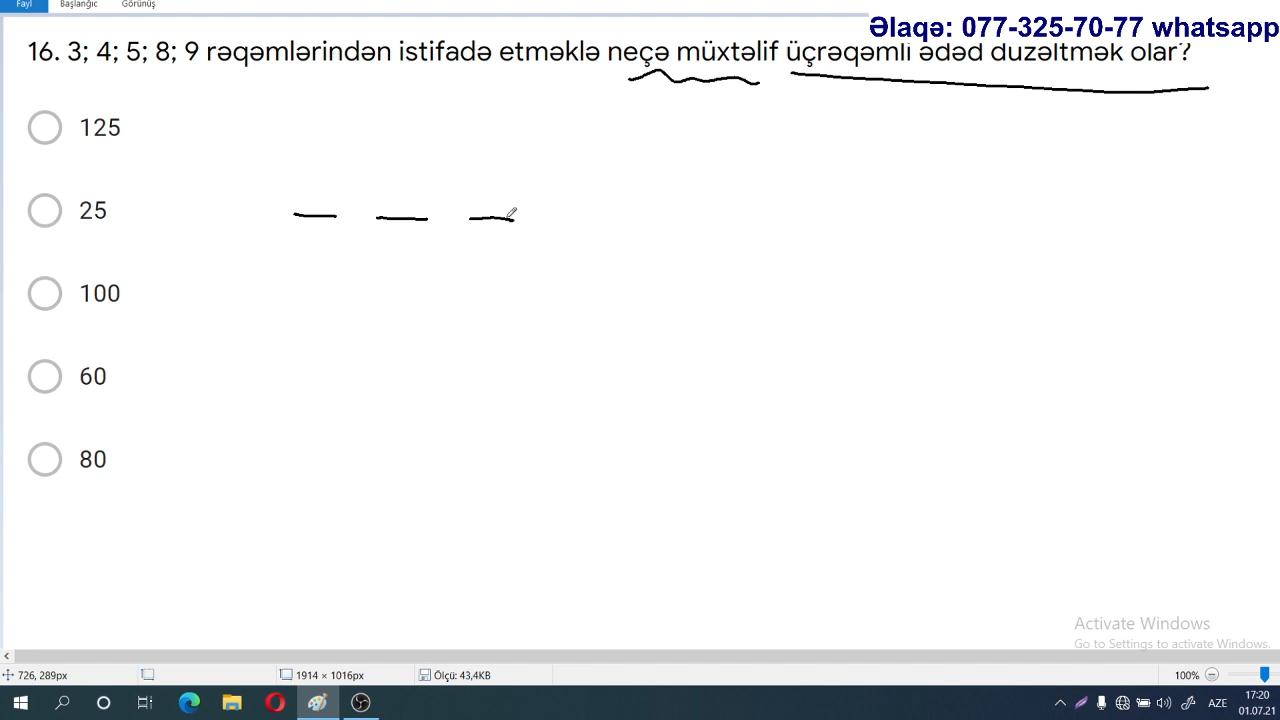 Fayl Başlanğıc Görünüş
Əlaqə: 077-325-70-77 whatsapp
16. 3; 4; 5; 8; 9 rəqəmlərindən istifadə etməklə neçə müxtəlif üçrəqəmli ədəd düzəltmək olar?
125
25
100
60
80
Activate Windows
Go to Settings to activate Windows.
726, 289px 1914 × 1016px Ölçü: 43,4KB 100%
AZE 17:20
01.07.21